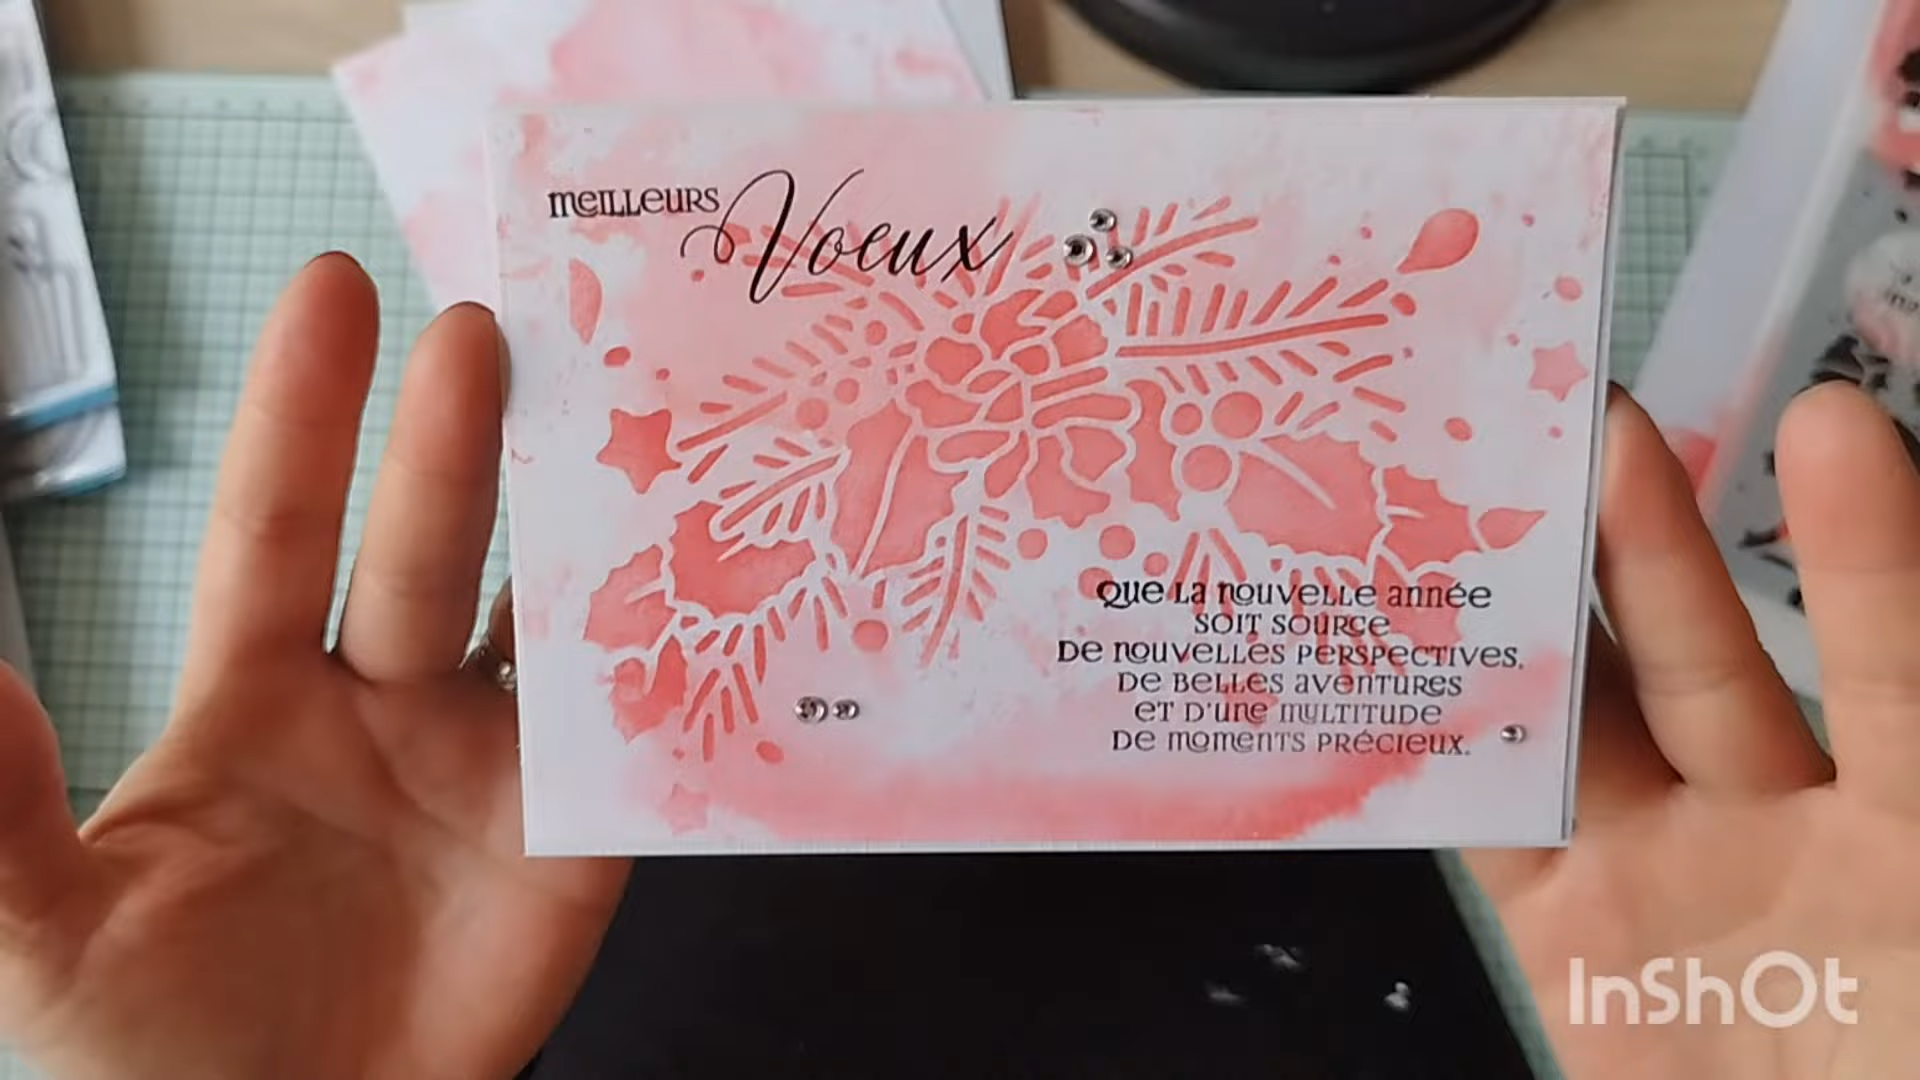 meilleurs Voeux
Que la nouvelle année
soit source
de nouvelles perspectives,
de belles aventures
et d'une multitude
de moments précieux.
InShOt